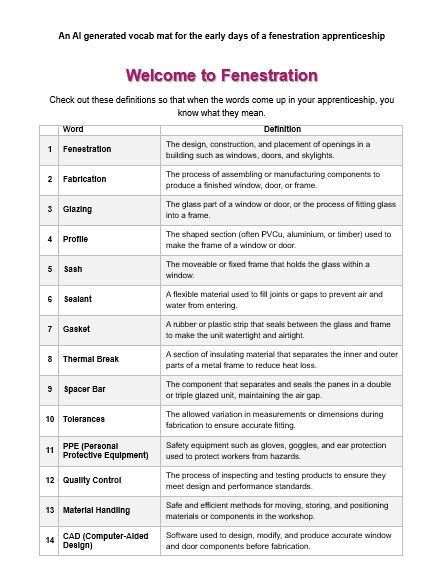 An AI generated vocab mat for the early days of a fenestration apprenticeship
Welcome to Fenestration
Check out these definitions so that when the words come up in your apprenticeship, you
know what they mean.
Word Definition
1 Fenestration The design, construction, and placement of openings in a
building such as windows, doors, and skylights.
2 Fabrication The process of assembling or manufacturing components to
produce a finished window, door, or frame.
3 Glazing The glass part of a window or door, or the process of fitting glass
into a frame.
4 Profile The shaped section (often PVCu, aluminium, or timber) used to
make the frame of a window or door.
5 Sash The moveable or fixed frame that holds the glass within a
window.
6 Sealant A flexible material used to fill joints or gaps to prevent air and
water from entering.
7 Gasket A rubber or plastic strip that seals between the glass and frame
to make the unit watertight and airtight.
8 Thermal Break A section of insulating material that separates the inner and outer
parts of a metal frame to reduce heat loss.
9 Spacer Bar The component that separates and seals the panes in a double
or triple glazed unit, maintaining the air gap.
10 Tolerances The allowed variation in measurements or dimensions during
fabrication to ensure accurate fitting.
11 PPE (Personal
Protective Equipment) Safety equipment such as gloves, goggles, and ear protection
used to protect workers from hazards.
12 Quality Control The process of inspecting and testing products to ensure they
meet design and performance standards.
13 Material Handling Safe and efficient methods for moving, storing, and positioning
materials or components in the workshop.
14 CAD (Computer-Aided
Design) Software used to design, modify, and produce accurate window
and door components before fabrication.